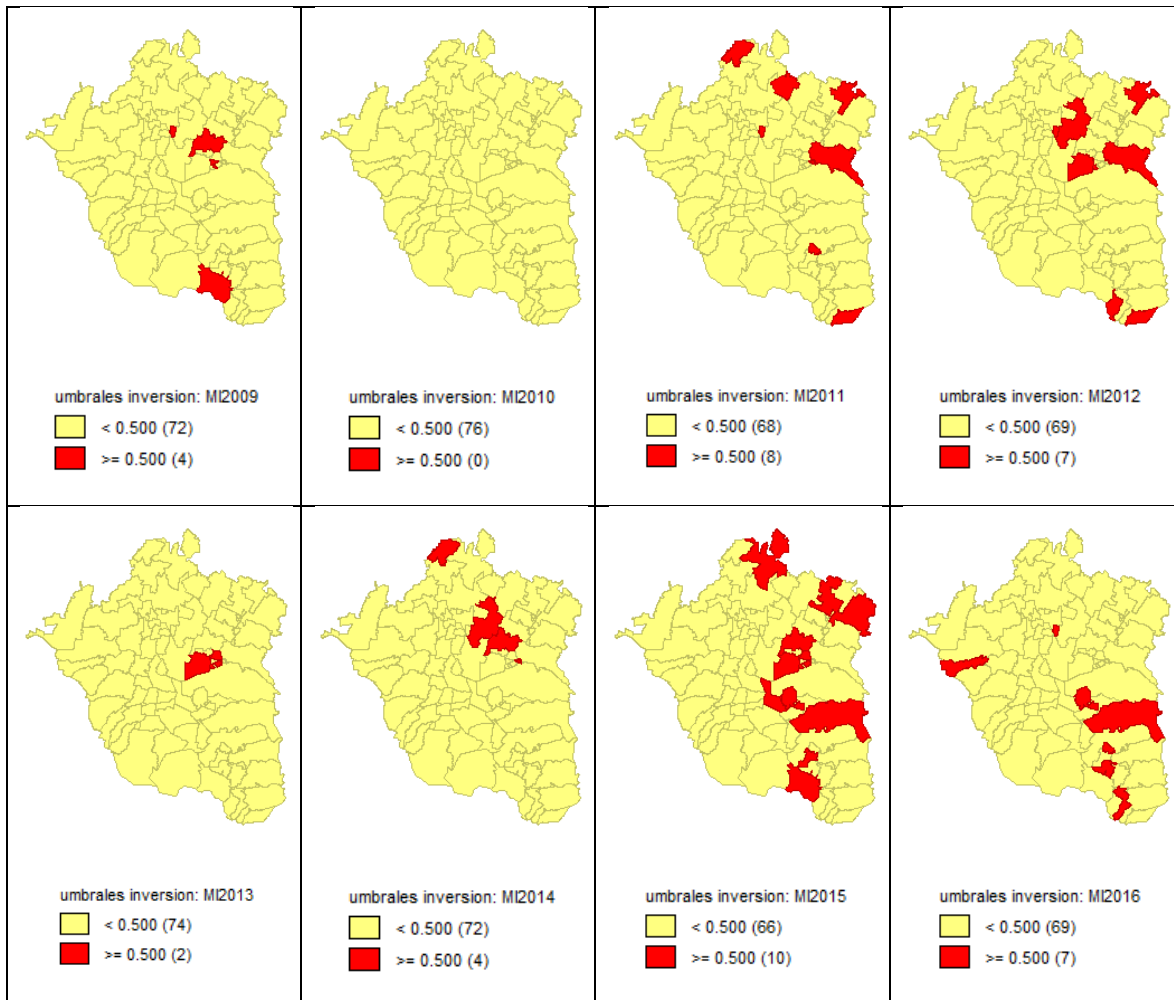 umbrales inversion: MI2009
< 0.500 (72)
>= 0.500 (4)
umbrales inversion: MI2010
< 0.500 (76)
>= 0.500 (0)
umbrales inversion: MI2011
< 0.500 (68)
>= 0.500 (8)
umbrales inversion: MI2012
< 0.500 (69)
>= 0.500 (7)
umbrales inversion: MI2013
< 0.500 (74)
>= 0.500 (2)
umbrales inversion: MI2014
< 0.500 (72)
>= 0.500 (4)
umbrales inversion: MI2015
< 0.500 (66)
>= 0.500 (10)
umbrales inversion: MI2016
< 0.500 (69)
>= 0.500 (7)